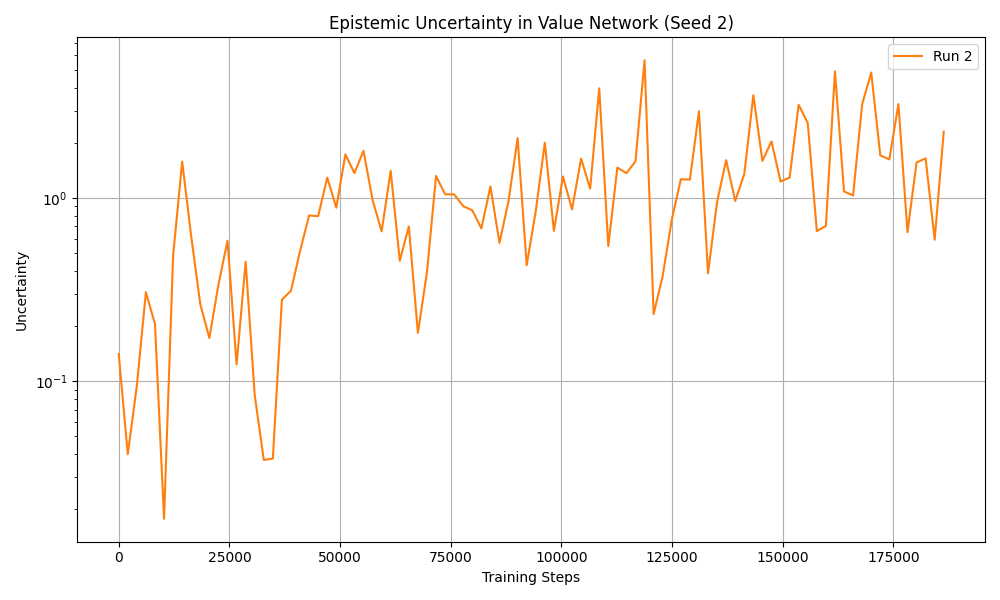 Epistemic Uncertainty in Value Network (Seed 2)
Run 2
Uncertainty
10⁰
10⁻¹
0 25000 50000 75000 100000 125000 150000 175000
Training Steps